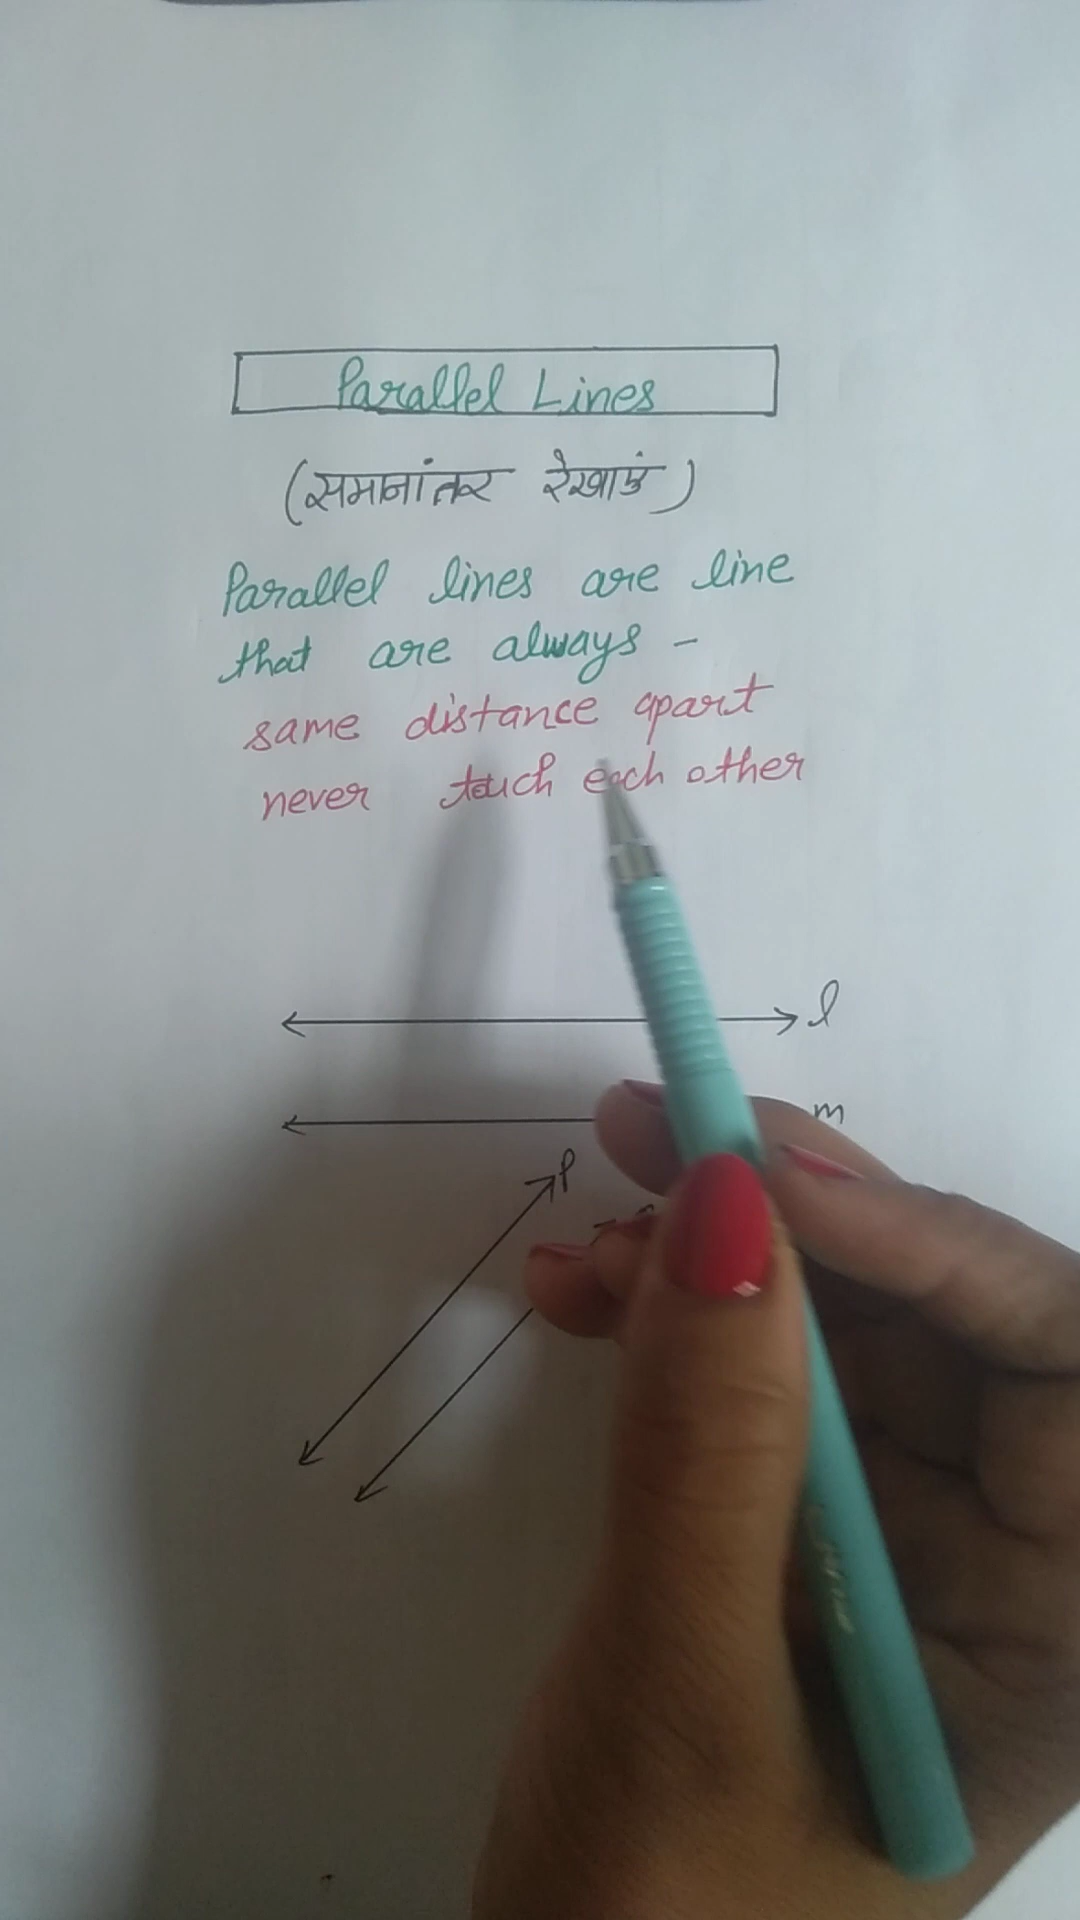 Parallel Lines
(समानांतर रेखाएं)
Parallel lines are line
that are always -
same distance apart
never touch each other
l
m
P